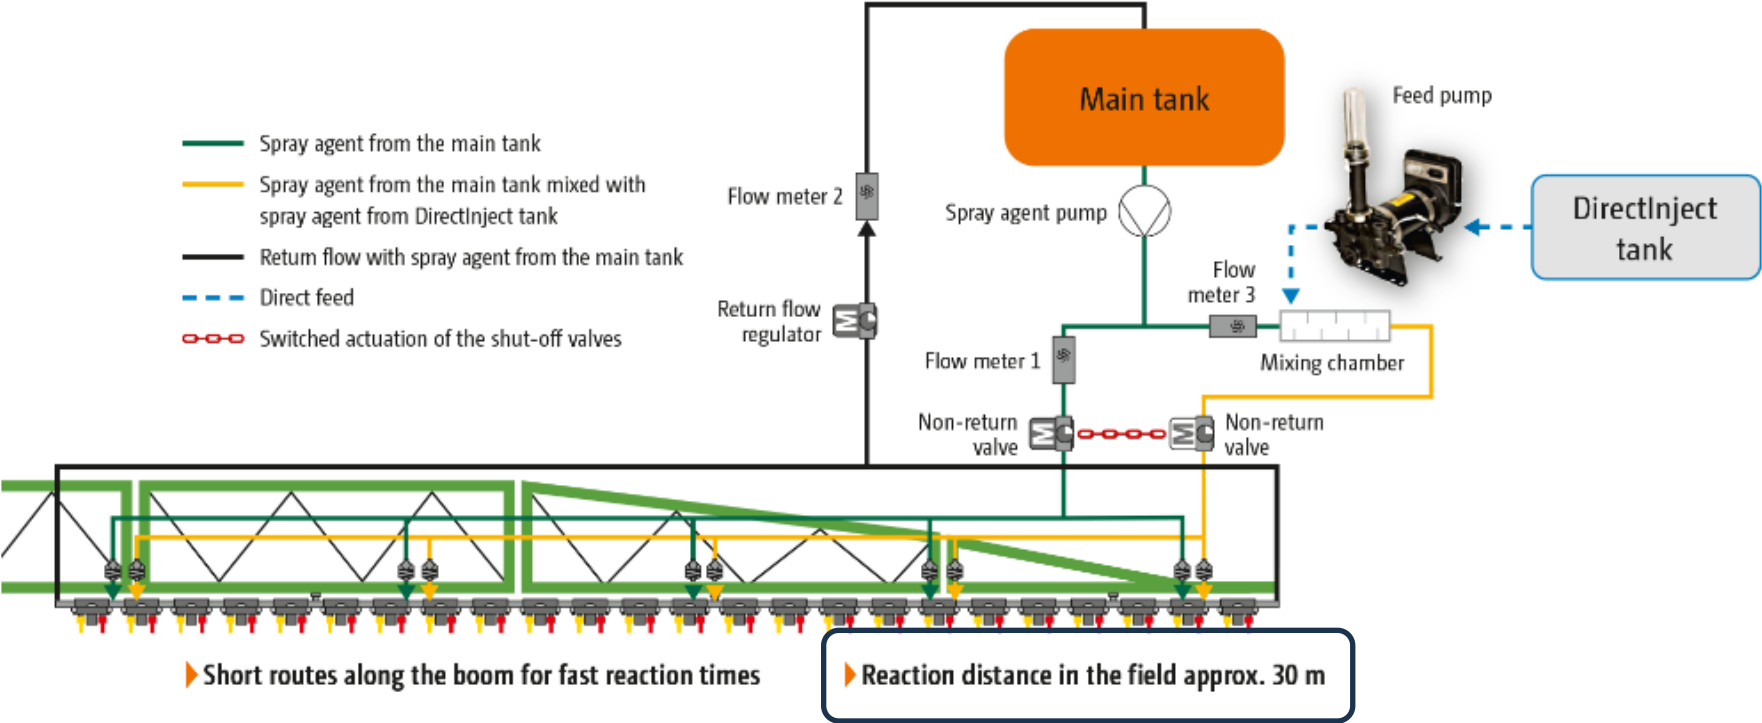 Main tank
Feed pump
Spray agent from the main tank
Spray agent from the main tank mixed with
spray agent from DirectInject tank
Return flow with spray agent from the main tank
Direct feed
Switched actuation of the shut-off valves
Flow meter 2
Return flow
regulator
Spray agent pump
DirectInject
tank
Flow
meter 3
Flow meter 1
Mixing chamber
Non-return
valve
M
M
M
Non-return
valve
Short routes along the boom for fast reaction times
Reaction distance in the field approx. 30 m